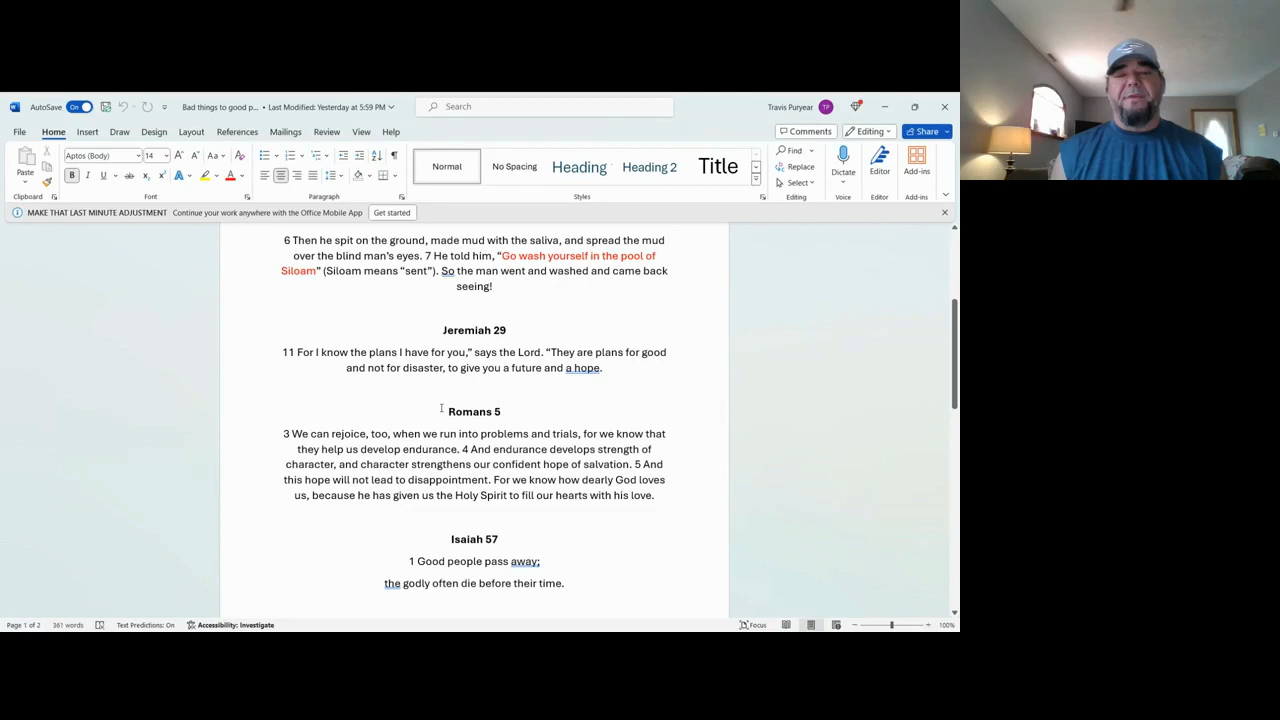 AutoSave On Bad things to good p... • Last Modified: Yesterday at 5:59 PM Search Travis Puryear TP
File Home Insert Draw Design Layout References Mailings Review View Help Comments Editing Share
Paste Aptos (Body) 14 A A Aa A Normal No Spacing Heading Heading 2 Title Find Replace Select Dictate Editor Add-ins
B I U ab x₂ x² A A
Clipboard Font Paragraph Styles Editing Voice Editor Add-ins
MAKE THAT LAST MINUTE ADJUSTMENT Continue your work anywhere with the Office Mobile App Get started
6 Then he spit on the ground, made mud with the saliva, and spread the mud
over the blind man’s eyes. 7 He told him, “Go wash yourself in the pool of
Siloam” (Siloam means “sent”). So the man went and washed and came back
seeing!
Jeremiah 29
11 For I know the plans I have for you,” says the Lord. “They are plans for good
and not for disaster, to give you a future and a hope.
Romans 5
3 We can rejoice, too, when we run into problems and trials, for we know that
they help us develop endurance. 4 And endurance develops strength of
character, and character strengthens our confident hope of salvation. 5 And
this hope will not lead to disappointment. For we know how dearly God loves
us, because he has given us the Holy Spirit to fill our hearts with his love.
Isaiah 57
1 Good people pass away;
the godly often die before their time.
Page 1 of 2 361 words Text Predictions: On Accessibility: Investigate Focus 100%